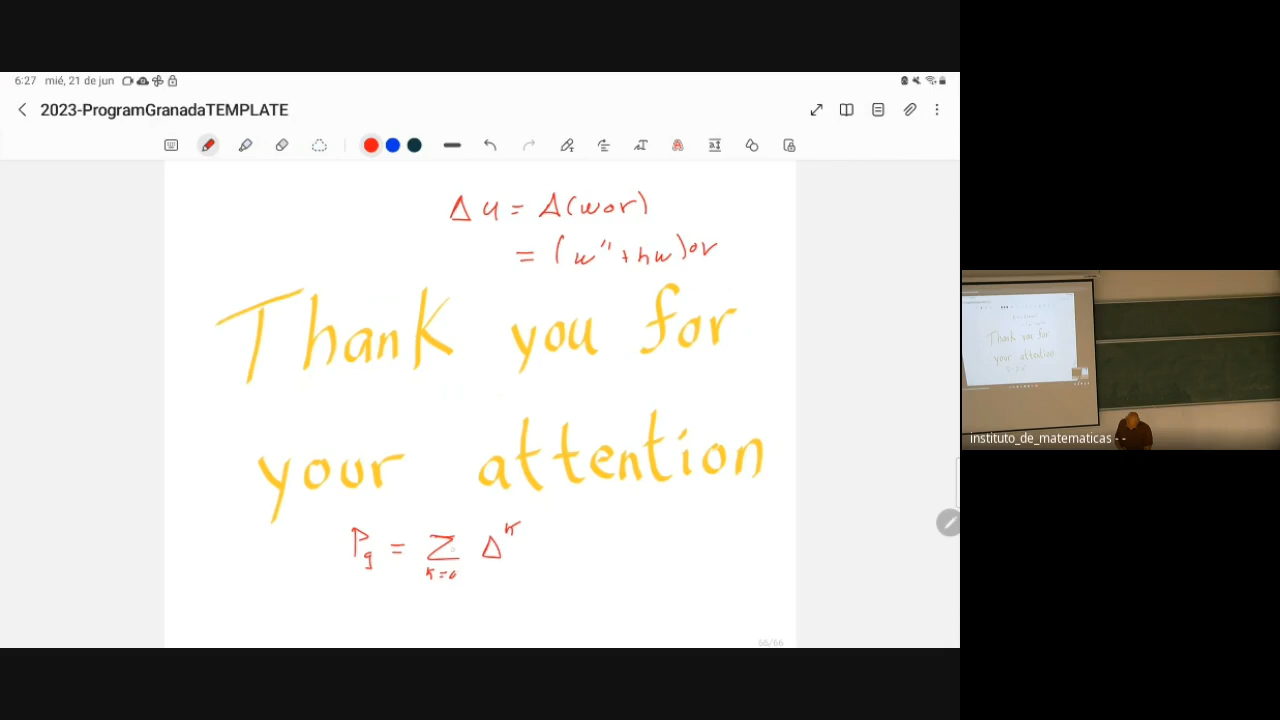 6:27 mié, 21 de jun
2023-ProgramGranadaTEMPLATE
Δu = Δ(w∘r)
= (w'' + hw)∘r
Thank you for
your attention
P_g = Σ_{k=0} Δ^k
66/66
instituto_de_matematicas - -